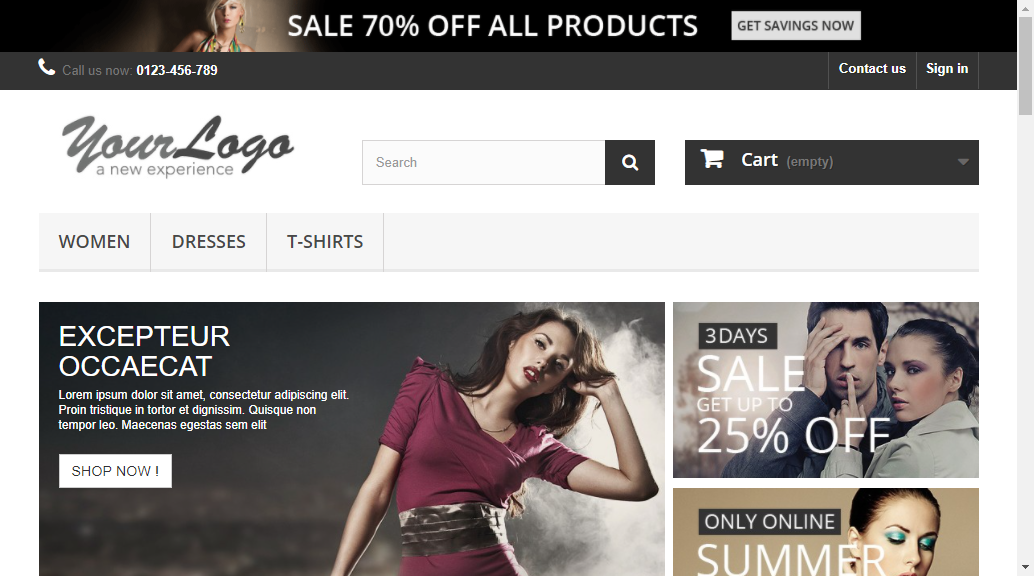 SALE 70% OFF ALL PRODUCTS
GET SAVINGS NOW
Call us now: 0123-456-789
Contact us
Sign in
YourLogo
a new experience
Search
Cart (empty)
WOMEN
DRESSES
T-SHIRTS
EXCEPTEUR
OCCAECAT
Lorem ipsum dolor sit amet, consectetur adipiscing elit.
Proin tristique in tortor et dignissim. Quisque non
tempor leo. Maecenas egestas sem elit
SHOP NOW !
3 DAYS
SALE
GET UP TO
25% OFF
ONLY ONLINE
SUMMER